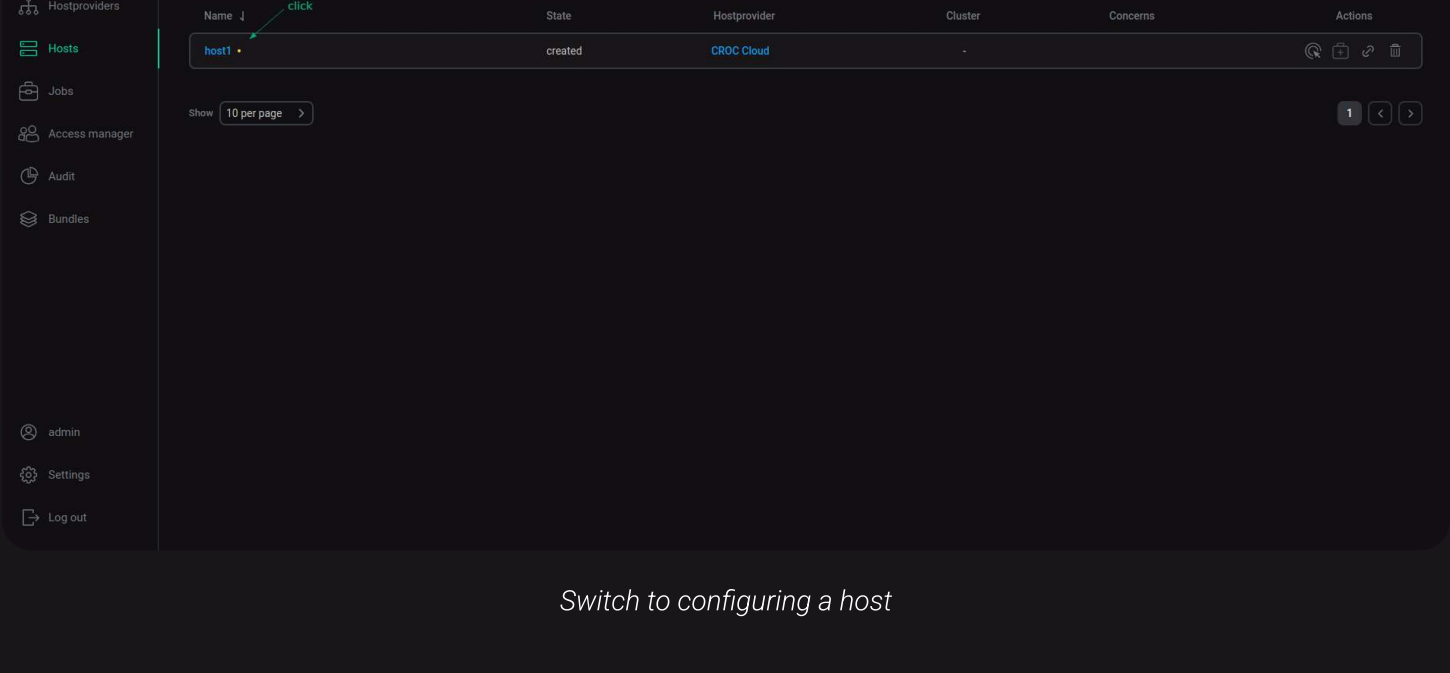 Hostproviders
click
Name State Hostprovider Cluster Concerns Actions
Hosts
host1 created CROC Cloud -
Jobs
Show 10 per page 1
Access manager
Audit
Bundles
admin
Settings
Log out
Switch to configuring a host